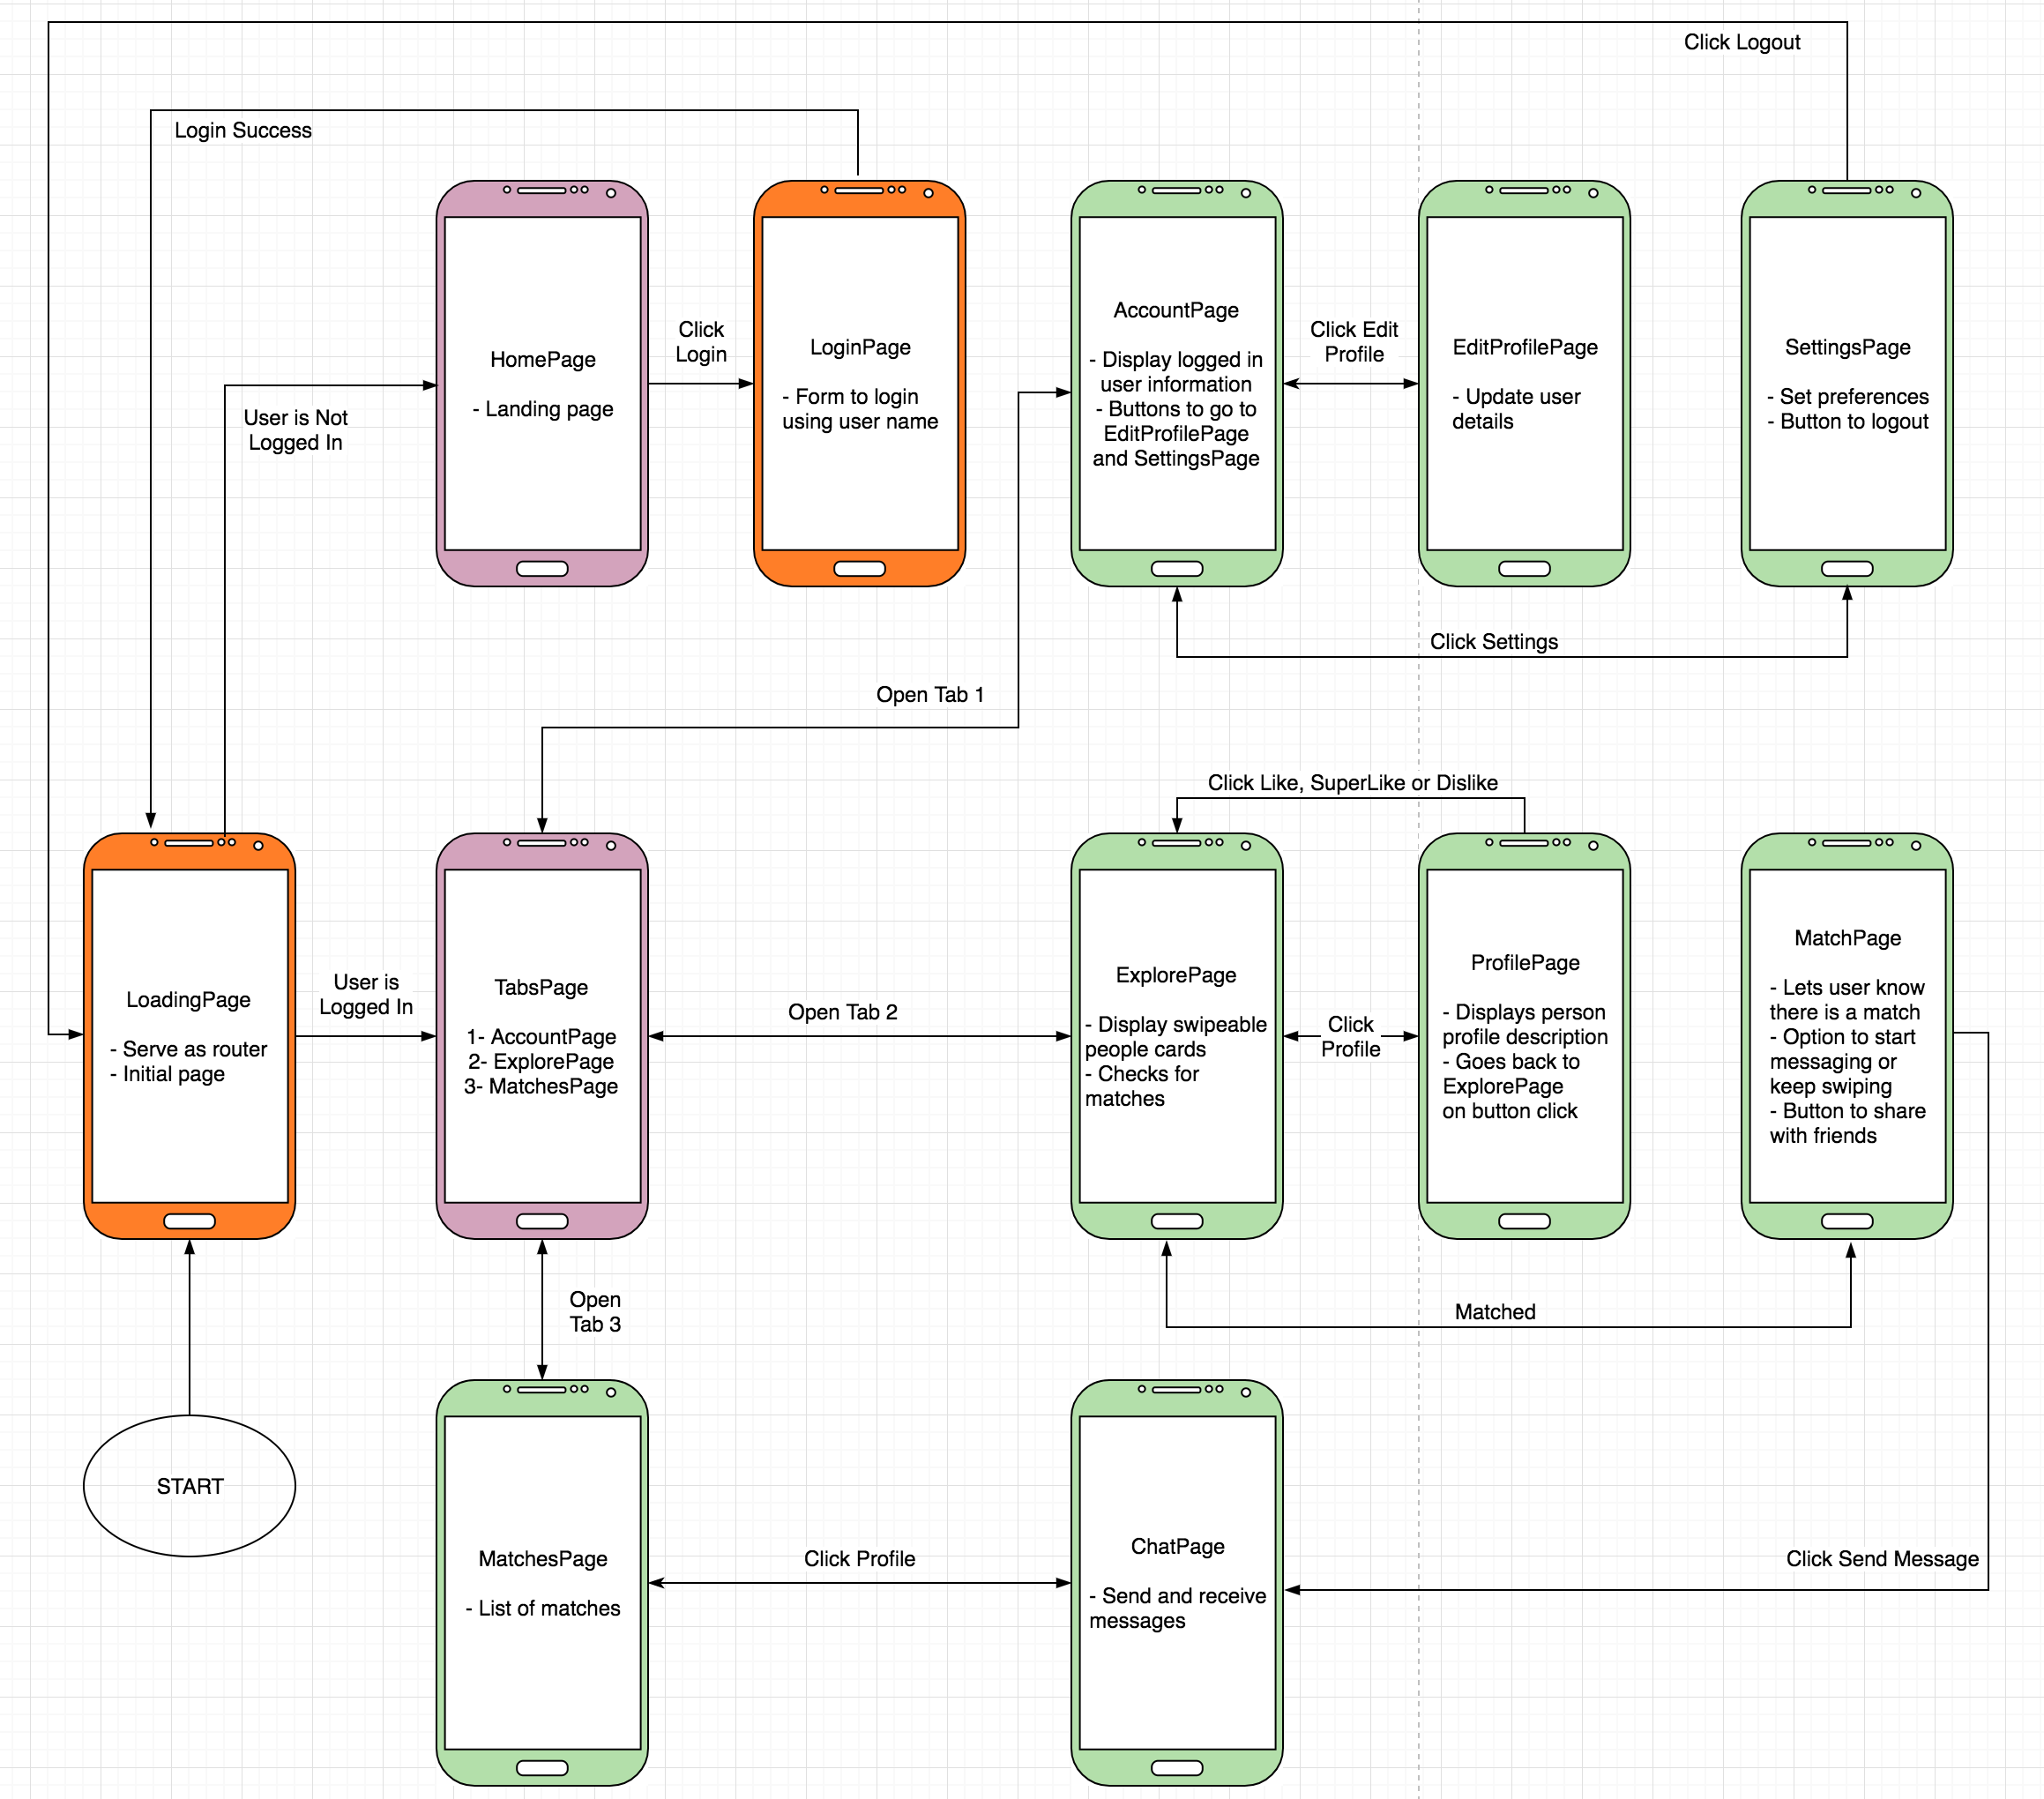 Click Logout
Login Success
HomePage
- Landing page
Click
Login
LoginPage
- Form to login
using user name
AccountPage
- Display logged in
user information
- Buttons to go to
EditProfilePage
and SettingsPage
Click Edit
Profile
EditProfilePage
- Update user
details
SettingsPage
- Set preferences
- Button to logout
User is Not
Logged In
Click Settings
Open Tab 1
Click Like, SuperLike or Dislike
LoadingPage
- Serve as router
- Initial page
User is
Logged In
TabsPage
1- AccountPage
2- ExplorePage
3- MatchesPage
Open Tab 2
ExplorePage
- Display swipeable
people cards
- Checks for
matches
Click
Profile
ProfilePage
- Displays person
profile description
- Goes back to
ExplorePage
on button click
MatchPage
- Lets user know
there is a match
- Option to start
messaging or
keep swiping
- Button to share
with friends
Open
Tab 3
Matched
START
MatchesPage
- List of matches
Click Profile
ChatPage
- Send and receive
messages
Click Send Message